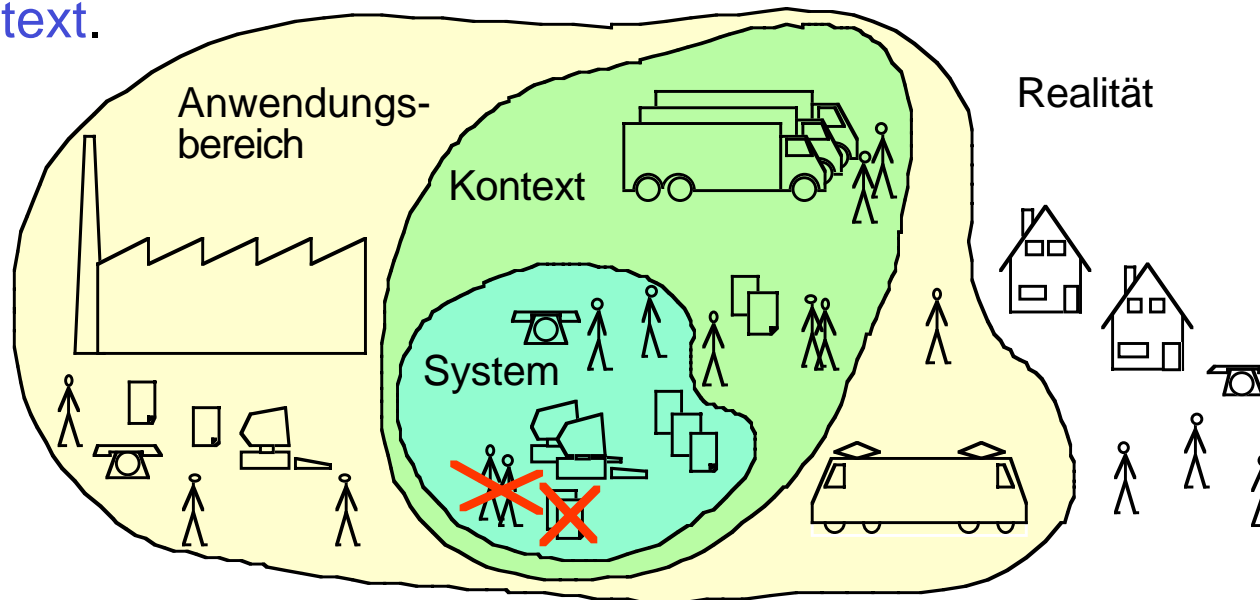 text.
Anwendungs-
bereich
Realität
Kontext
System